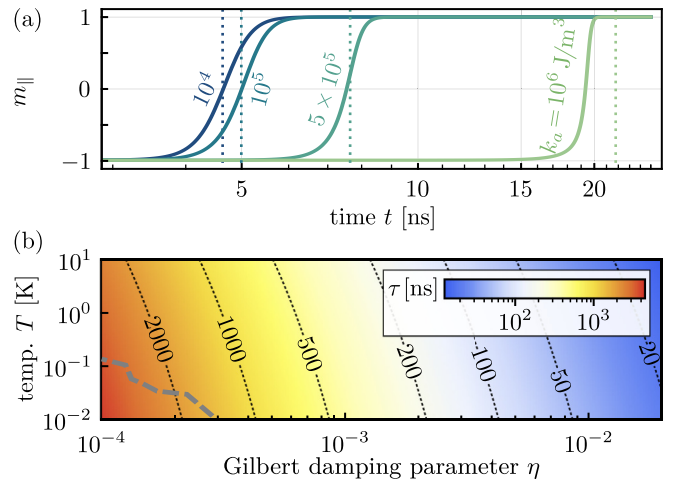 (a)
1
0
−1
m∥
10⁴
10⁵
5 × 10⁵
kₐ = 10⁶ J/m³
5
10
15
20
time t [ns]
(b)
10¹
10⁰
10⁻¹
10⁻²
temp. T [K]
τ [ns]
10²
10³
2000
1000
500
200
100
50
20
10⁻⁴
10⁻³
10⁻²
Gilbert damping parameter η